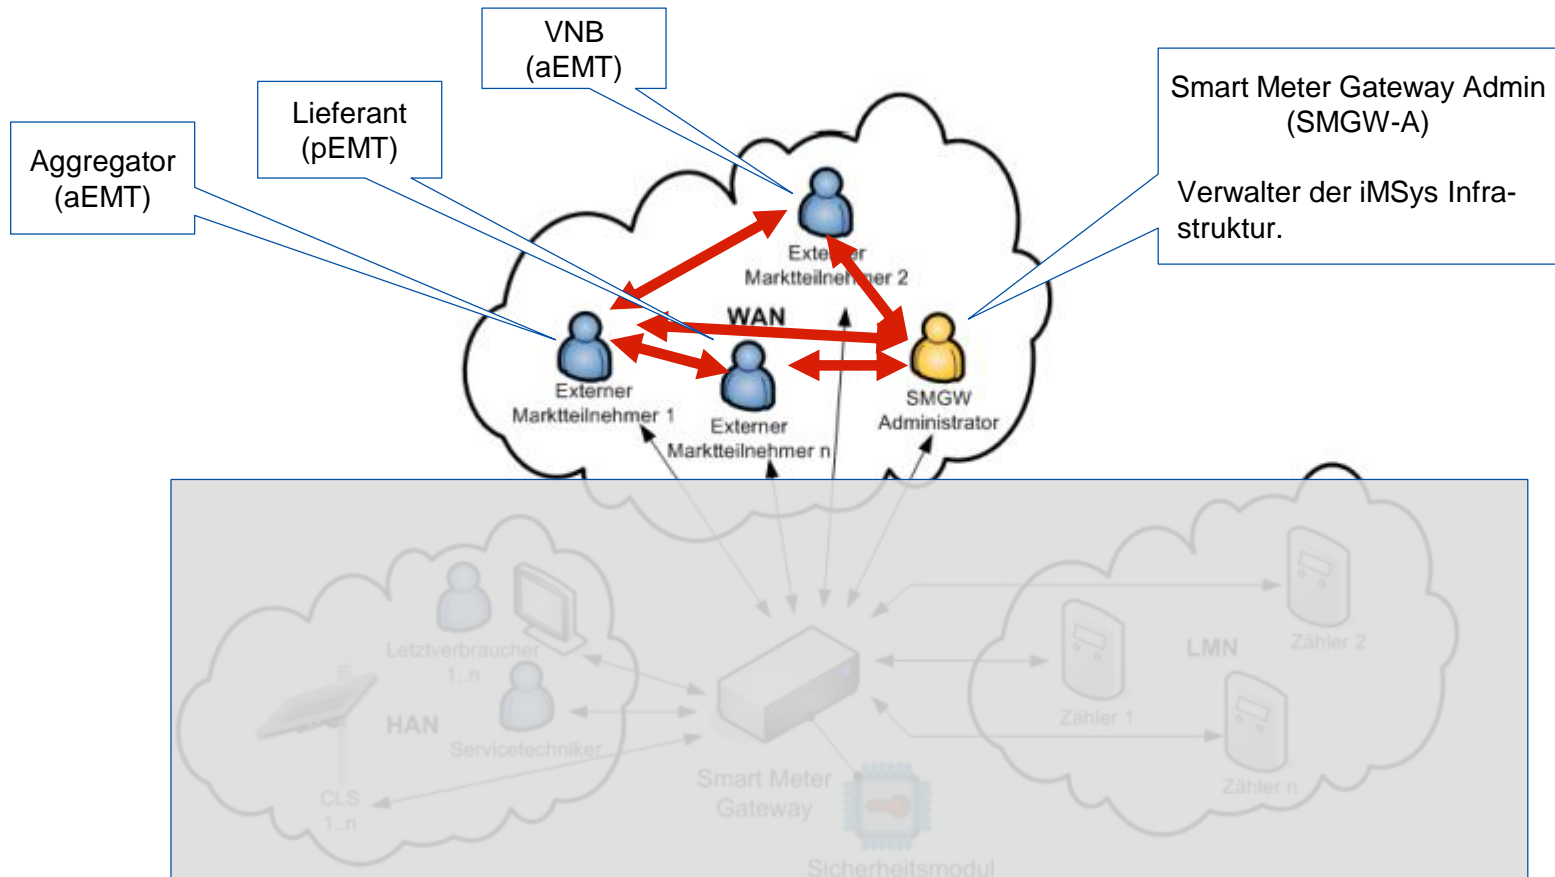 VNB
(aEMT)
Lieferant
(pEMT)
Aggregator
(aEMT)
Smart Meter Gateway Admin
(SMGW-A)
Verwalter der iMSys Infra-
struktur.
Externer
Marktteilnehmer 2
WAN
Externer
Marktteilnehmer 1
Externer
Marktteilnehmer n
SMGW
Administrator
Letztverbraucher
1..n
HAN
Servicetechniker
CLS
1..n
Smart Meter
Gateway
Sicherheitsmodul
LMN
Zähler 1
Zähler 2
Zähler n